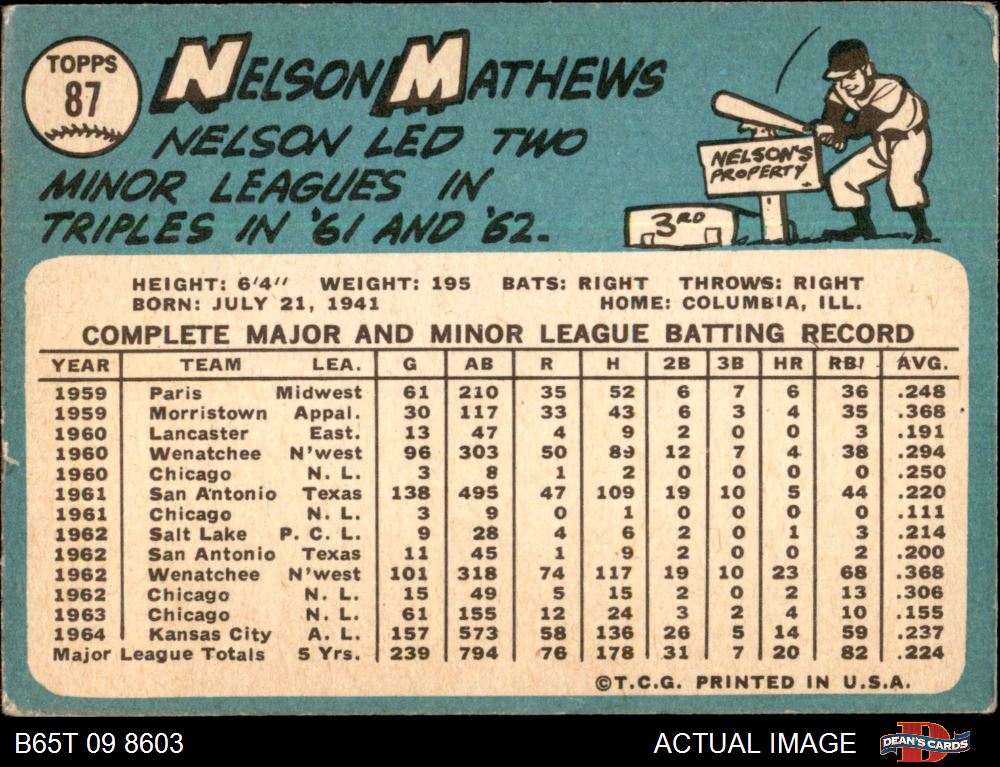 TOPPS
87
NELSON MATHEWS
NELSON LED TWO
MINOR LEAGUES IN
TRIPLES IN '61 AND '62.
NELSON'S
PROPERTY
3RD
HEIGHT: 6'4" WEIGHT: 195 BATS: RIGHT THROWS: RIGHT
BORN: JULY 21, 1941 HOME: COLUMBIA, ILL.
COMPLETE MAJOR AND MINOR LEAGUE BATTING RECORD
YEAR TEAM LEA. G AB R H 2B 3B HR RBI AVG.
1959 Paris Midwest 61 210 35 52 6 7 6 36 .248
1959 Morristown Appal. 30 117 33 43 6 3 4 35 .368
1960 Lancaster East. 13 47 4 9 2 0 0 3 .191
1960 Wenatchee N'west 96 303 50 89 12 7 4 38 .294
1960 Chicago N. L. 3 8 1 2 0 0 0 0 .250
1961 San Antonio Texas 138 495 47 109 19 10 5 44 .220
1961 Chicago N. L. 3 9 0 1 0 0 0 0 .111
1962 Salt Lake P. C. L. 9 28 4 6 2 0 1 3 .214
1962 San Antonio Texas 11 45 1 9 2 0 0 2 .200
1962 Wenatchee N'west 101 318 74 117 19 10 23 68 .368
1962 Chicago N. L. 15 49 5 15 2 0 2 13 .306
1963 Chicago N. L. 61 155 12 24 3 2 4 10 .155
1964 Kansas City A. L. 157 573 58 136 26 5 14 59 .237
Major League Totals 5 Yrs. 239 794 76 178 31 7 20 82 .224
©T.C.G. PRINTED IN U.S.A.
B65T 09 8603 ACTUAL IMAGE
D
DEAN'S CARDS